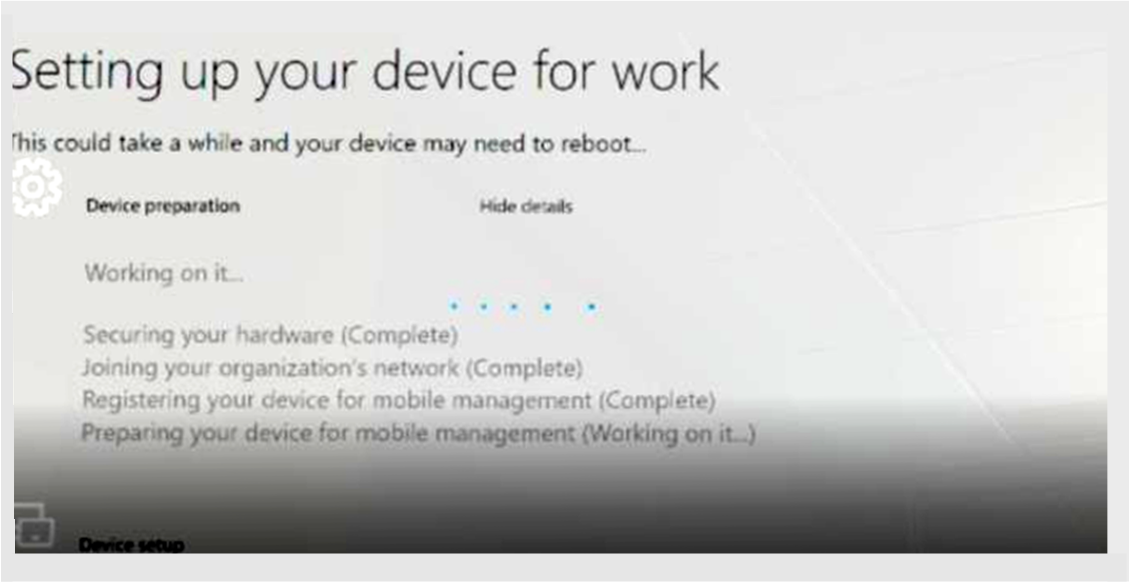 Setting up your device for work
This could take a while and your device may need to reboot...
Device preparation Hide details
Working on it...
Securing your hardware (Complete)
Joining your organization's network (Complete)
Registering your device for mobile management (Complete)
Preparing your device for mobile management (Working on it...)
Device setup